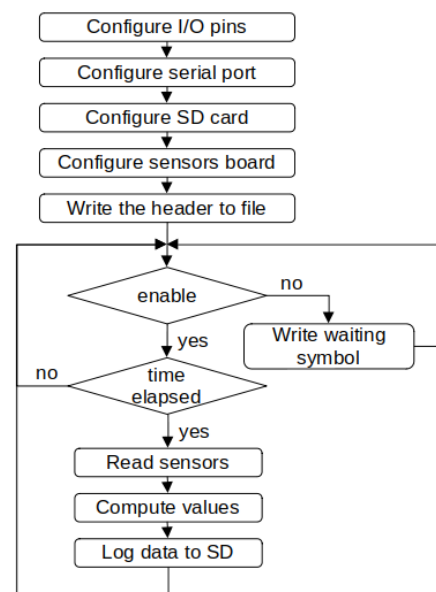 Configure I/O pins
Configure serial port
Configure SD card
Configure sensors board
Write the header to file
enable
no
yes
Write waiting
symbol
no
time
elapsed
yes
Read sensors
Compute values
Log data to SD